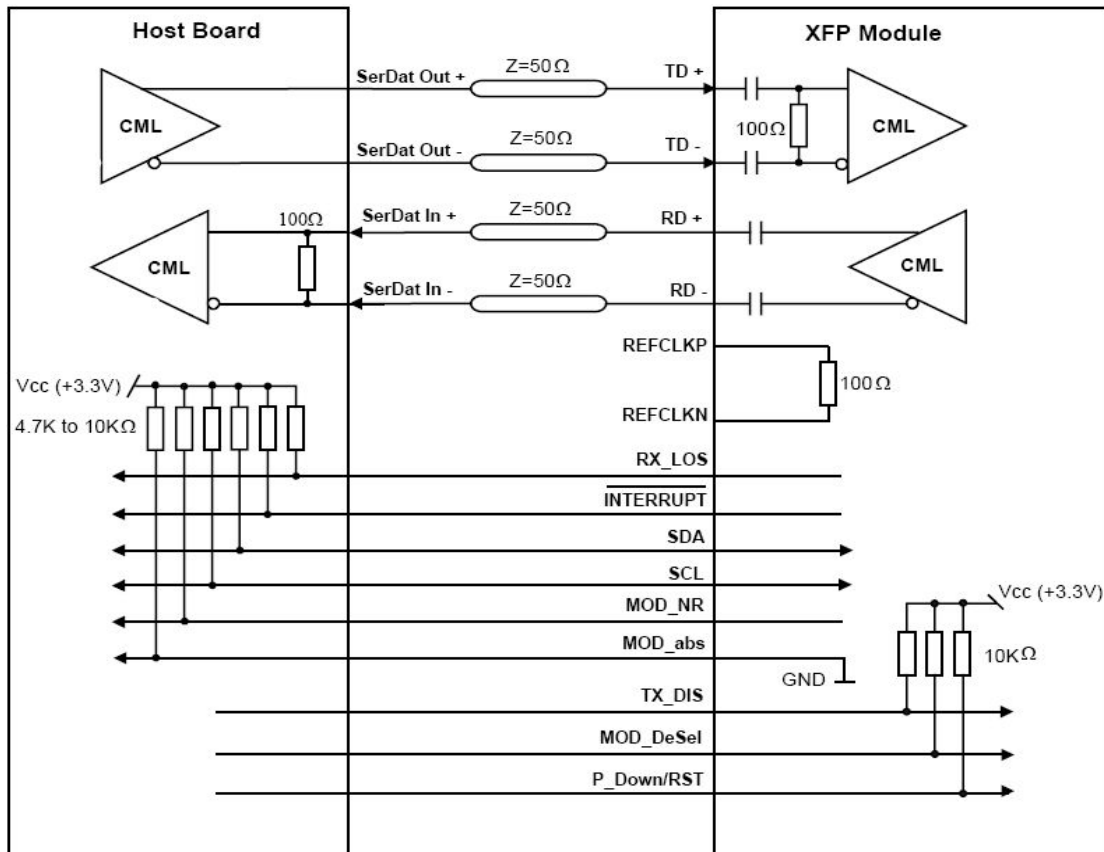 Host Board
XFP Module
SerDat Out +
Z=50Ω
TD +
CML
100Ω
CML
SerDat Out -
Z=50Ω
TD -
SerDat In +
Z=50Ω
RD +
100Ω
CML
CML
SerDat In -
Z=50Ω
RD -
REFCLKP
100Ω
REFCLKN
Vcc (+3.3V)
4.7K to 10KΩ
RX_LOS
INTERRUPT
SDA
SCL
MOD_NR
Vcc (+3.3V)
MOD_abs
10KΩ
GND
TX_DIS
MOD_DeSel
P_Down/RST